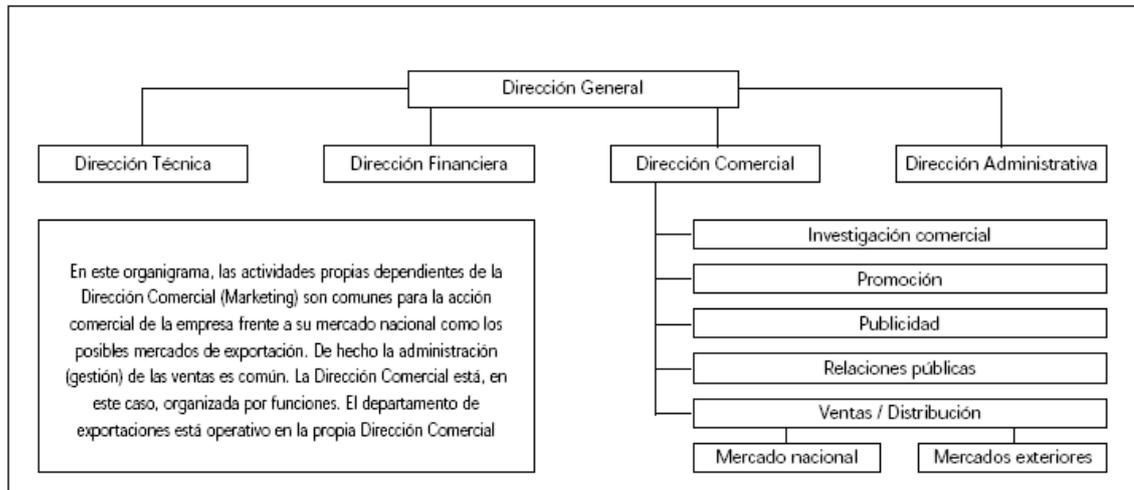 Dirección General
Dirección Técnica
Dirección Financiera
Dirección Comercial
Dirección Administrativa
En este organigrama, las actividades propias dependientes de la
Dirección Comercial (Marketing) son comunes para la acción
comercial de la empresa frente a su mercado nacional como los
posibles mercados de exportación. De hecho la administración
(gestión) de las ventas es común. La Dirección Comercial está, en
este caso, organizada por funciones. El departamento de
exportaciones está operativo en la propia Dirección Comercial
Investigación comercial
Promoción
Publicidad
Relaciones públicas
Ventas / Distribución
Mercado nacional
Mercados exteriores